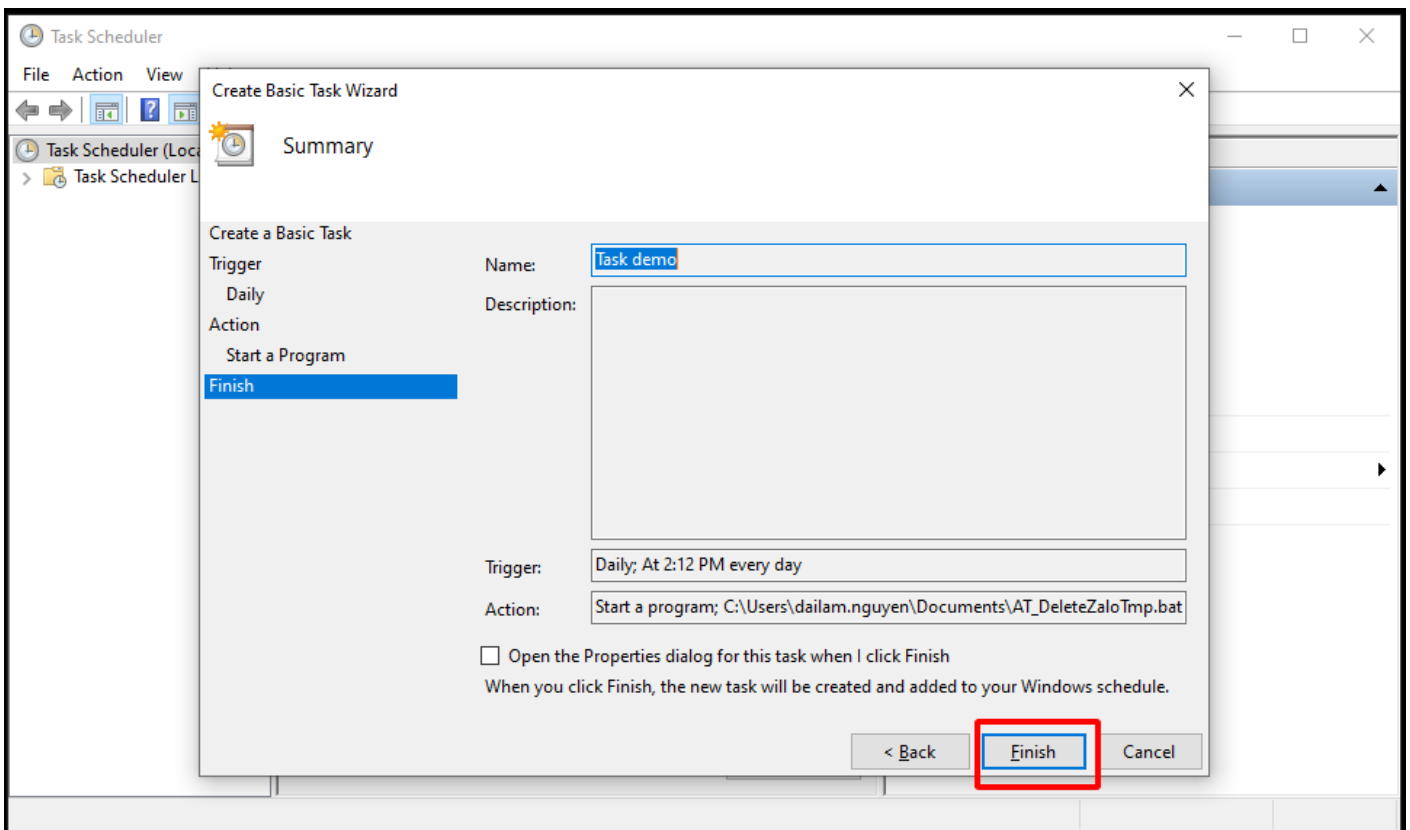 Task Scheduler
File Action View
Create Basic Task Wizard
Summary
Task Scheduler (Loca
Task Scheduler L
Create a Basic Task
Trigger
Daily
Action
Start a Program
Finish
Name: Task demo
Description:
Trigger: Daily; At 2:12 PM every day
Action: Start a program; C:\Users\dailam.nguyen\Documents\AT_DeleteZaloTmp.bat
Open the Properties dialog for this task when I click Finish
When you click Finish, the new task will be created and added to your Windows schedule.
< Back Finish Cancel